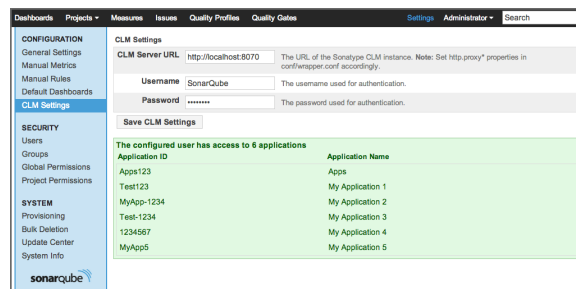 Dashboards Projects Measures Issues Quality Profiles Quality Gates Settings Administrator Search
CONFIGURATION
General Settings
Manual Metrics
Manual Rules
Default Dashboards
CLM Settings
SECURITY
Users
Groups
Global Permissions
Project Permissions
SYSTEM
Provisioning
Bulk Deletion
Update Center
System Info
sonarqube
CLM Settings
CLM Server URL http://localhost:8070 The URL of the Sonatype CLM instance. Note: Set http.proxy* properties in
conf/wrapper.conf accordingly.
Username SonarQube The username used for authentication.
Password •••••••• The password used for authentication.
Save CLM Settings
The configured user has access to 6 applications
Application ID Application Name
Apps123 Apps
Test123 My Application 1
MyApp-1234 My Application 2
Test-1234 My Application 3
1234567 My Application 4
MyApp5 My Application 5